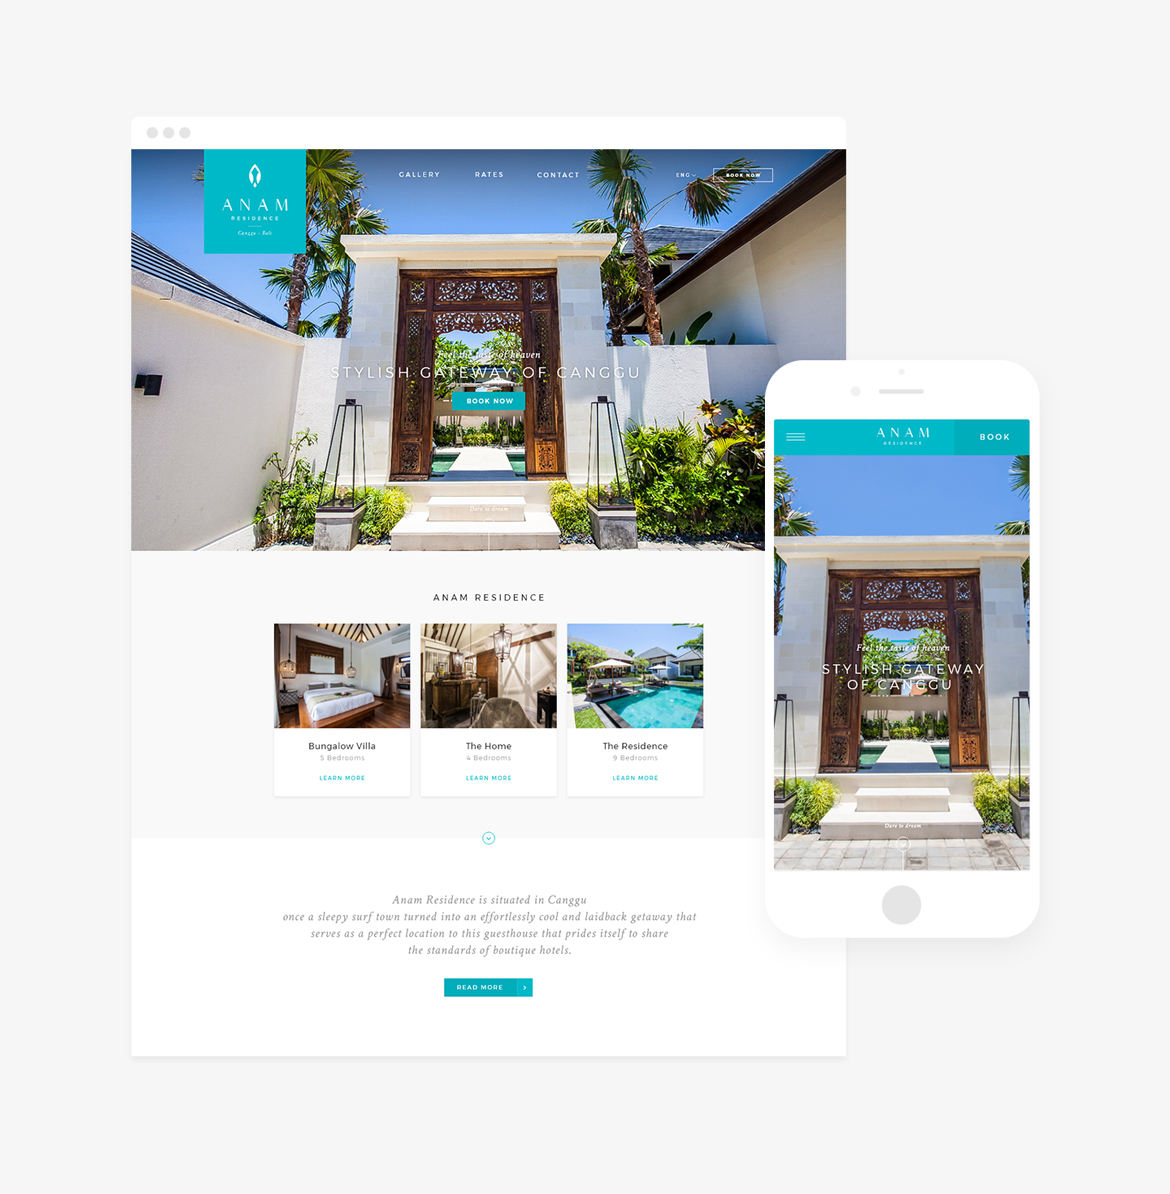 ANAM
RESIDENCE
Canggu - Bali
GALLERY
RATES
CONTACT
ENG
BOOK NOW
Feel the taste of heaven
STYLISH GATEWAY OF CANGGU
BOOK NOW
Dare to dream
ANAM RESIDENCE
Bungalow Villa
5 Bedrooms
LEARN MORE
The Home
4 Bedrooms
LEARN MORE
The Residence
9 Bedrooms
LEARN MORE
Anam Residence is situated in Canggu
once a sleepy surf town turned into an effortlessly cool and laidback getaway that
serves as a perfect location to this guesthouse that prides itself to share
the standards of boutique hotels.
READ MORE
ANAM
RESIDENCE
BOOK
Feel the taste of heaven
STYLISH GATEWAY
OF CANGGU
Dare to dream